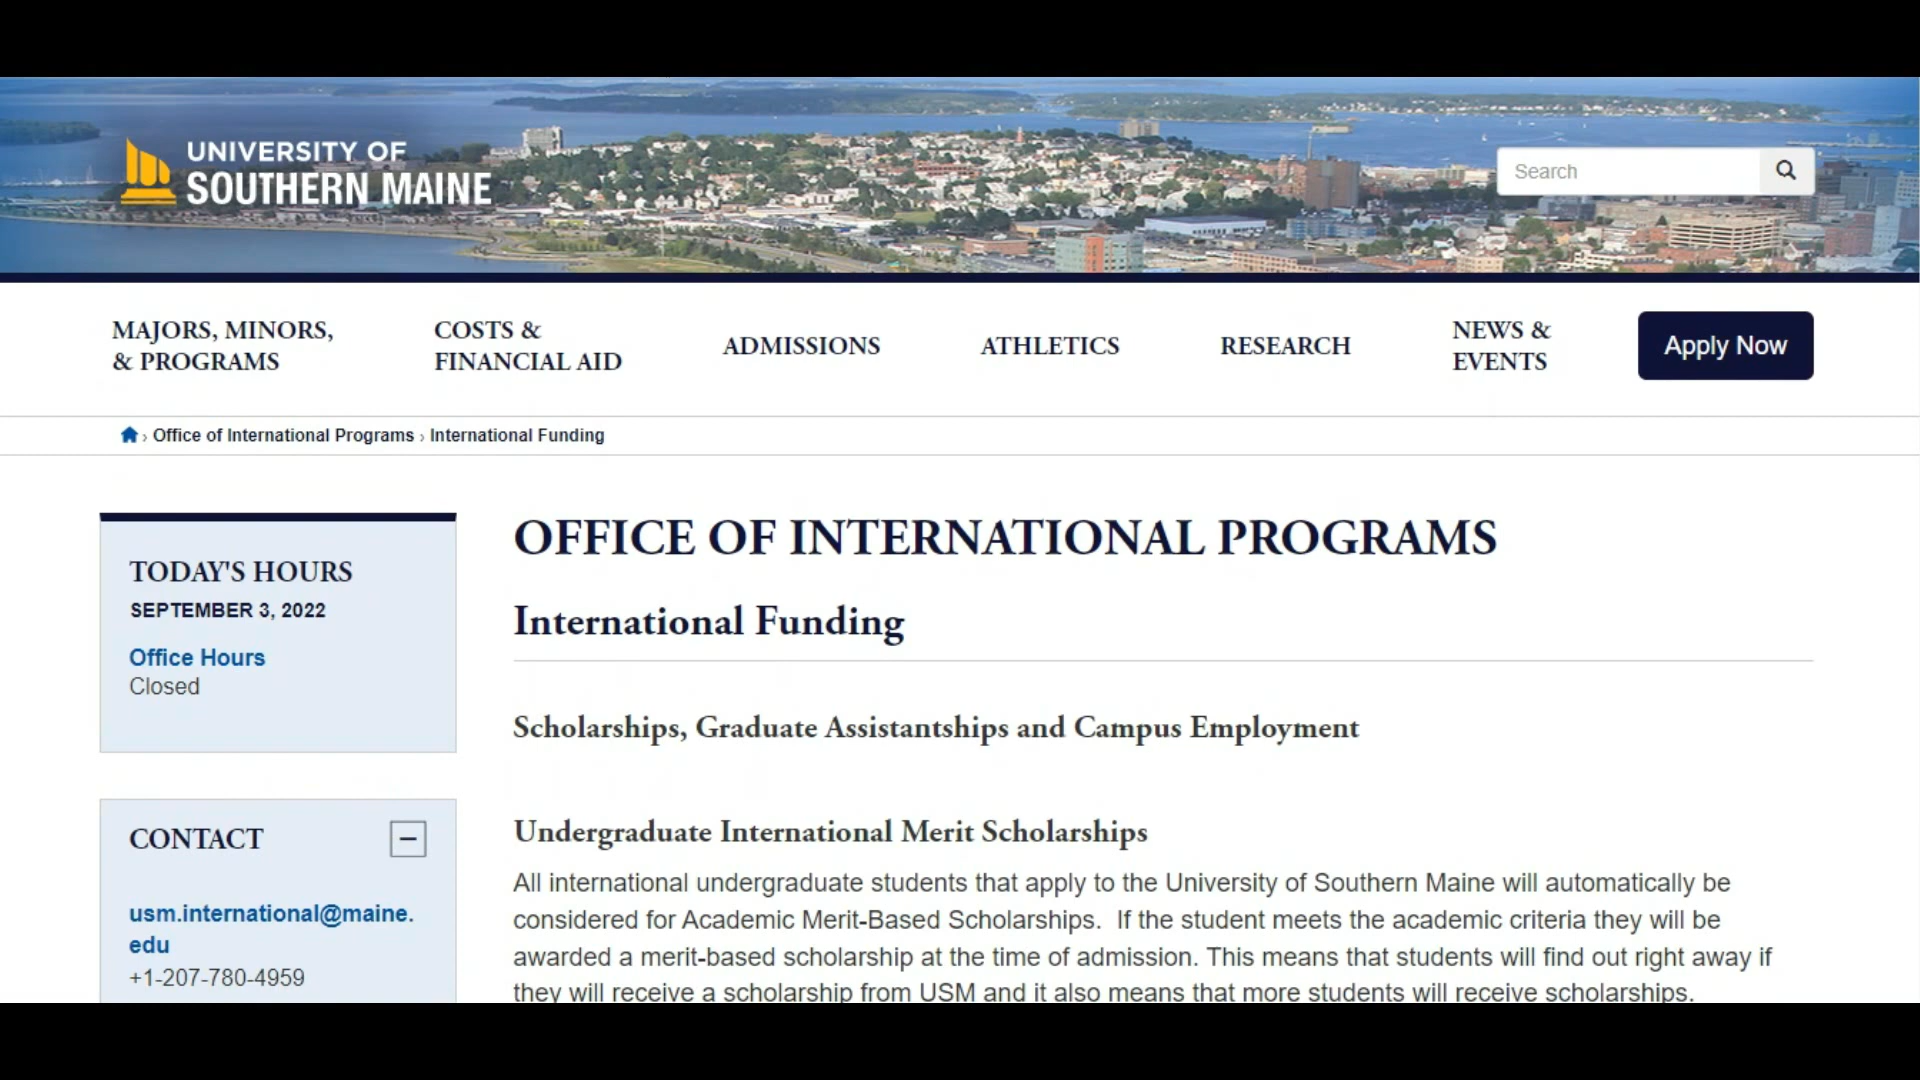 UNIVERSITY OF
SOUTHERN MAINE
Search
MAJORS, MINORS,
& PROGRAMS
COSTS &
FINANCIAL AID
ADMISSIONS
ATHLETICS
RESEARCH
NEWS &
EVENTS
Apply Now
› Office of International Programs › International Funding
TODAY'S HOURS
SEPTEMBER 3, 2022
Office Hours
Closed
CONTACT
usm.international@maine.
edu
+1-207-780-4959
OFFICE OF INTERNATIONAL PROGRAMS
International Funding
Scholarships, Graduate Assistantships and Campus Employment
Undergraduate International Merit Scholarships
All international undergraduate students that apply to the University of Southern Maine will automatically be
considered for Academic Merit-Based Scholarships.  If the student meets the academic criteria they will be
awarded a merit-based scholarship at the time of admission. This means that students will find out right away if
they will receive a scholarship from USM and it also means that more students will receive scholarships.